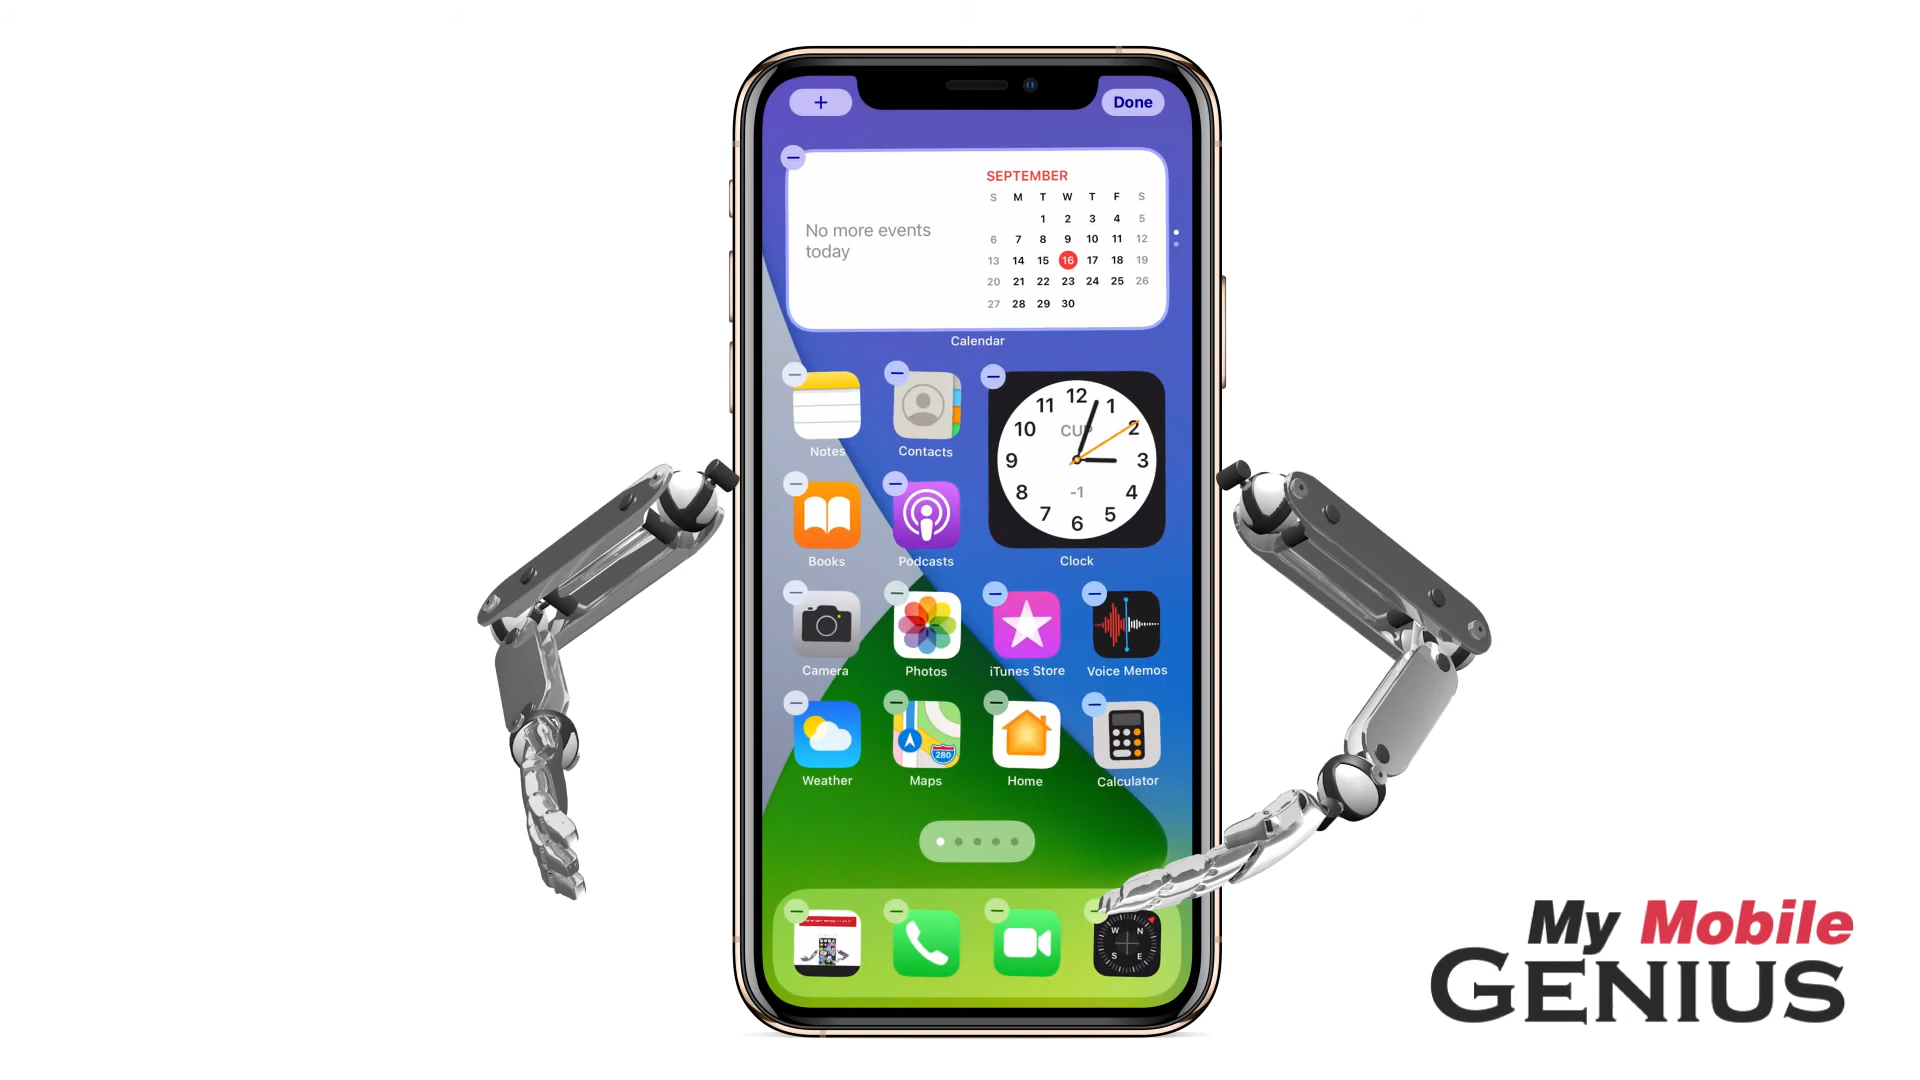 +
Done
SEPTEMBER
S M T W T F S
1 2 3 4 5
6 7 8 9 10 11 12
13 14 15 16 17 18 19
20 21 22 23 24 25 26
27 28 29 30
No more events
today
Calendar
Notes
Contacts
12
11 1
10 2
CUP
9 3
-1
8 4
7 5
6
Books
Podcasts
Clock
Camera
Photos
iTunes Store
Voice Memos
280
Weather
Maps
Home
Calculator
W N
S E
My Mobile
GENIUS